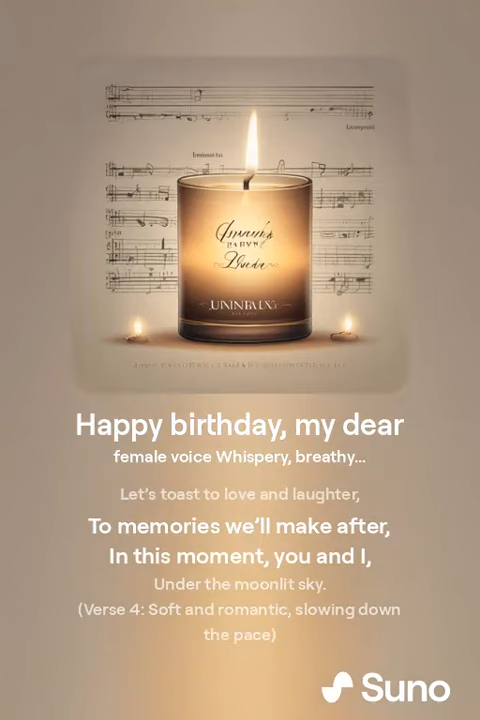 Happy birthday, my dear
female voice Whispery, breathy...
Let's toast to love and laughter,
To memories we'll make after,
In this moment, you and I,
Under the moonlit sky.
(Verse 4: Soft and romantic, slowing down
the pace)
Suno